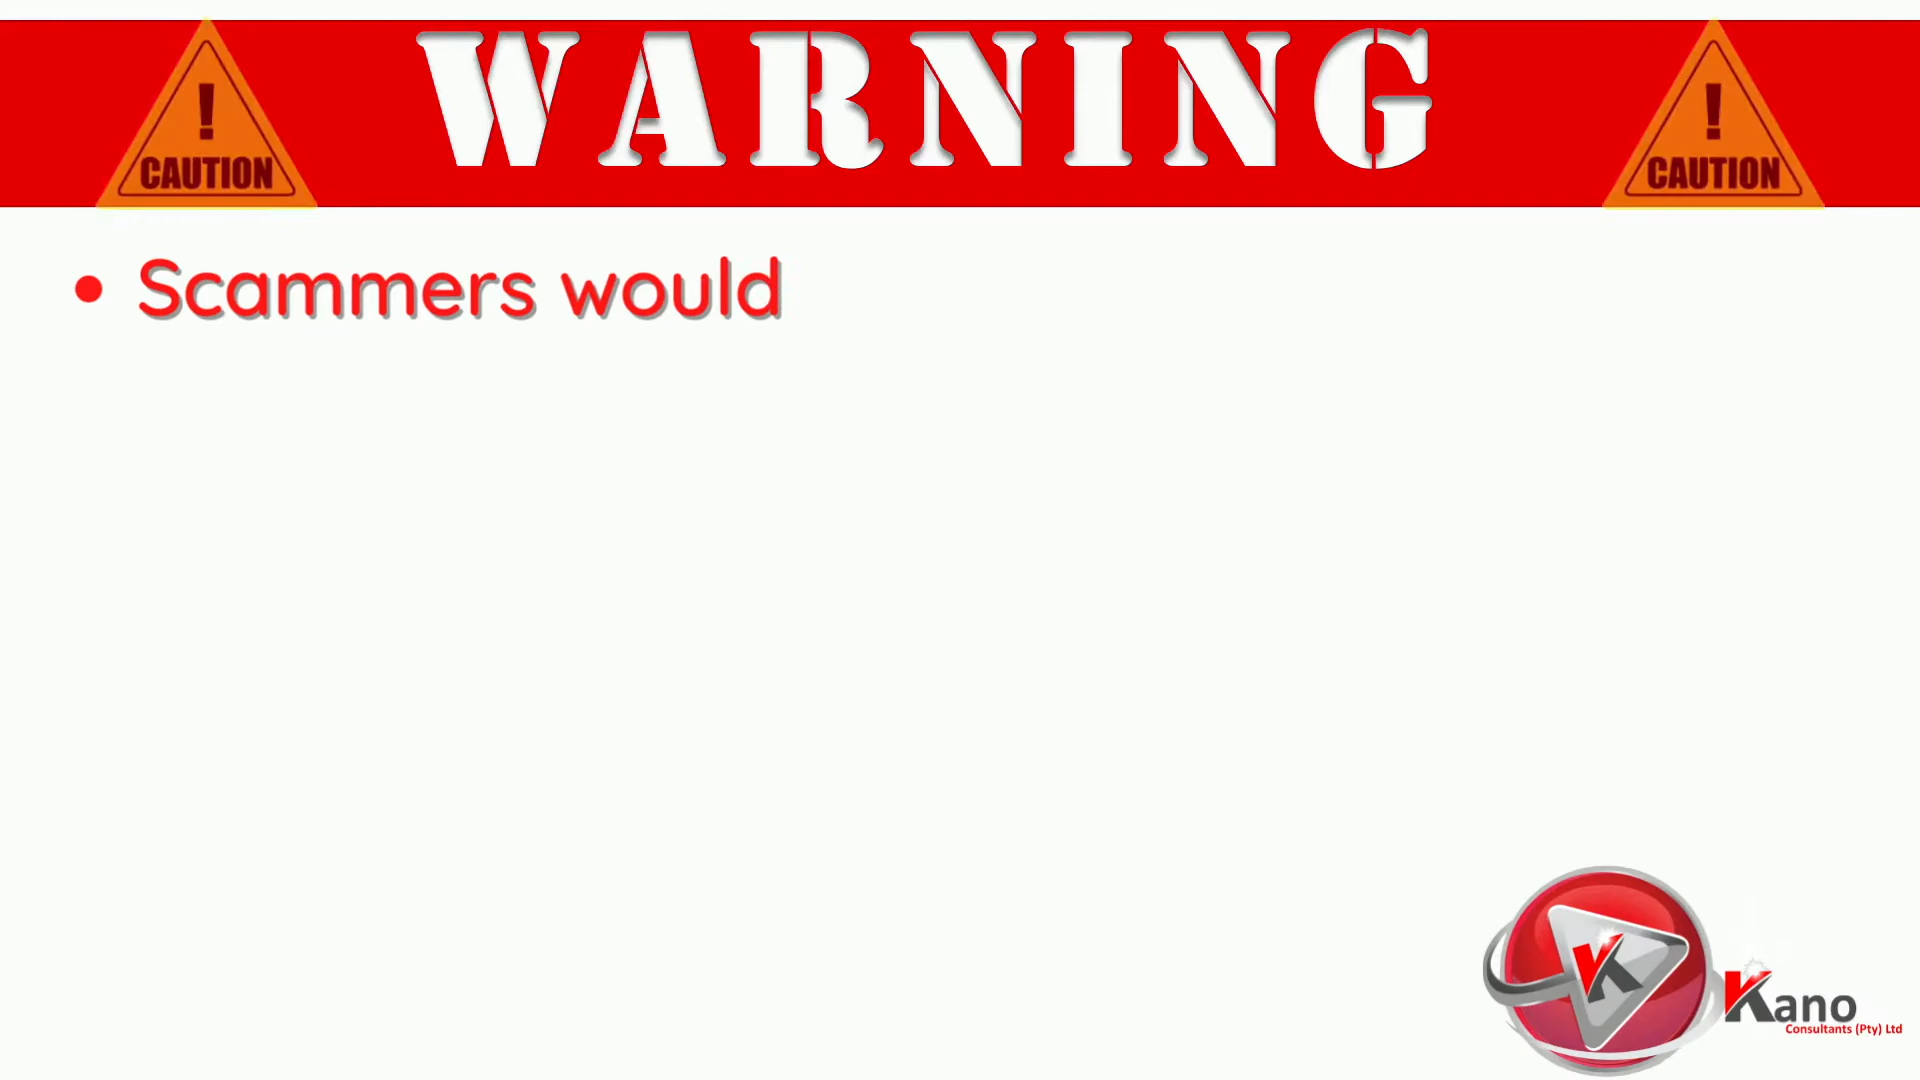 WARNING
!
CAUTION
!
CAUTION
• Scammers would
K
Kano
Consultants (Pty) Ltd